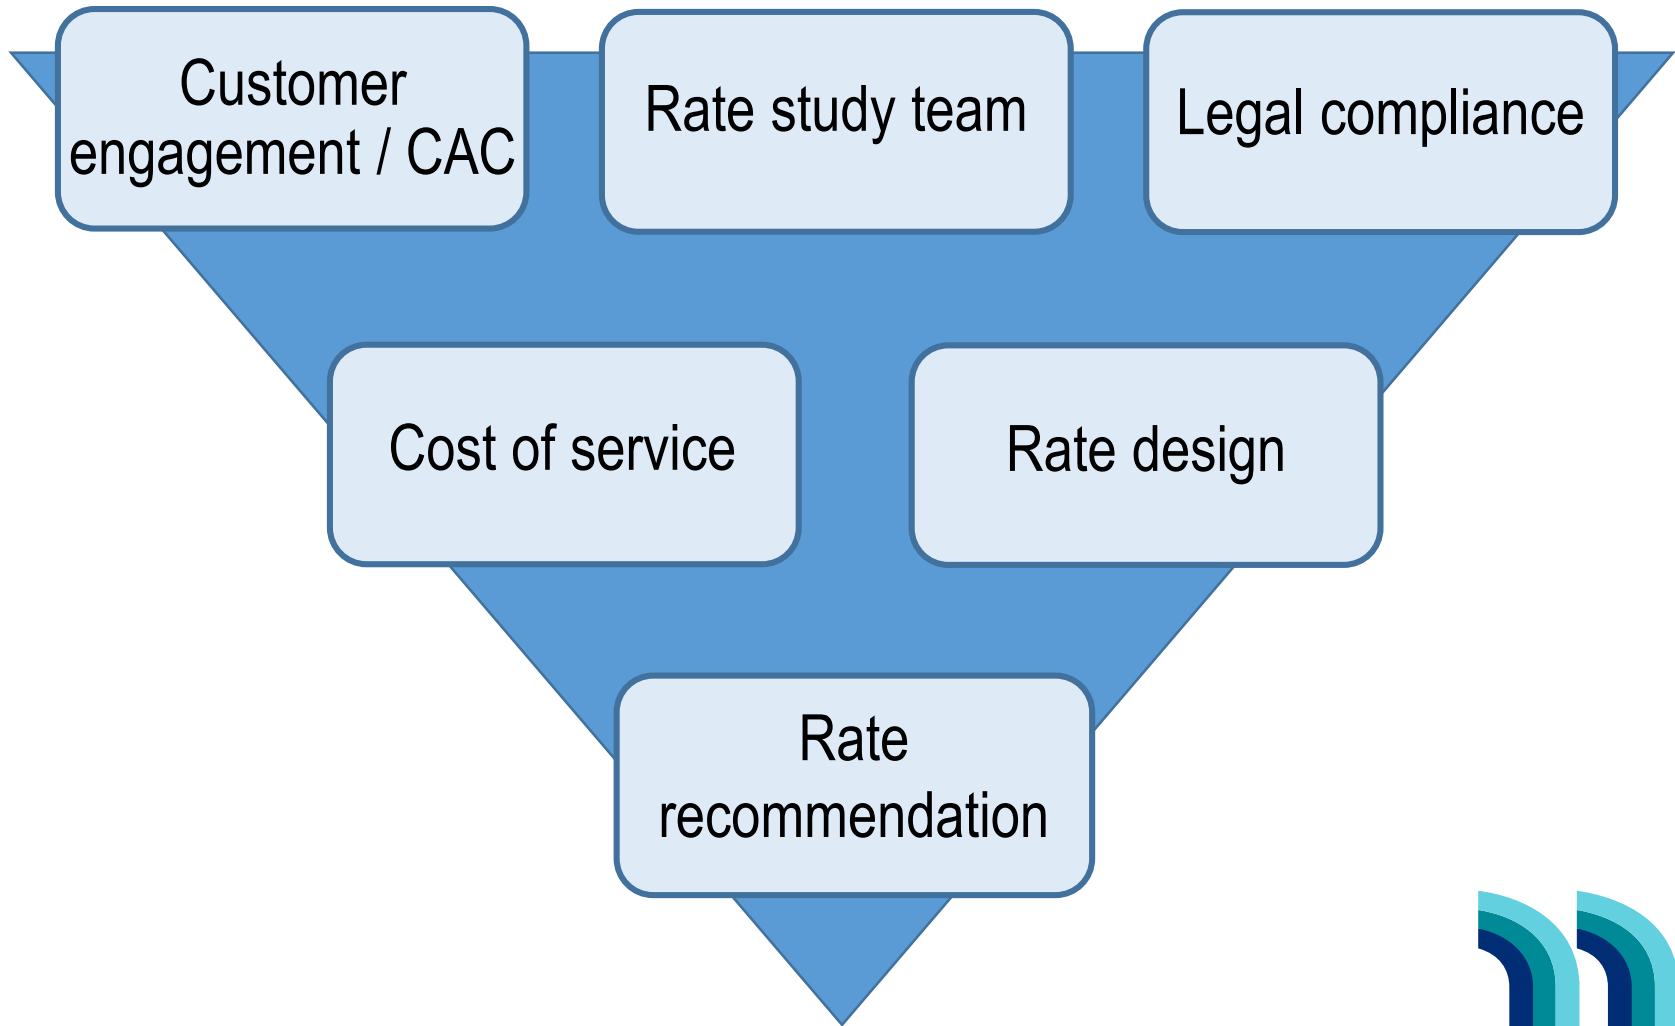 Customer
engagement / CAC
Rate study team
Legal compliance
Cost of service
Rate design
Rate
recommendation